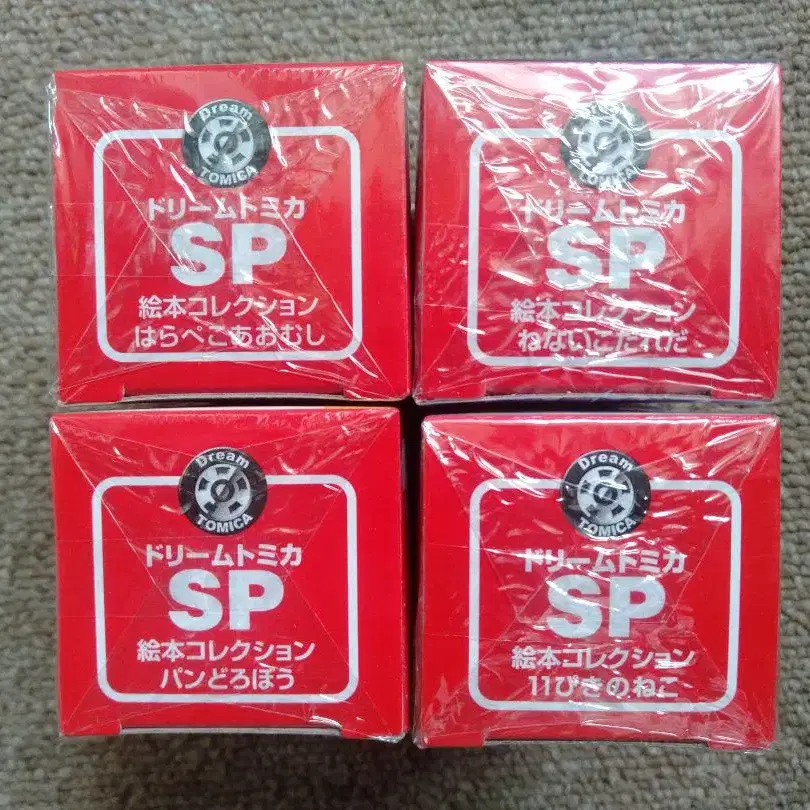 Dream
TOMICA
ドリームトミカ
SP
絵本コレクション
はらぺこあおむし
Dream
TOMICA
ドリームトミカ
SP
絵本コレクション
ねないこだれだ
Dream
TOMICA
ドリームトミカ
SP
絵本コレクション
パンどろぼう
Dream
TOMICA
ドリームトミカ
SP
絵本コレクション
11ぴきのねこ